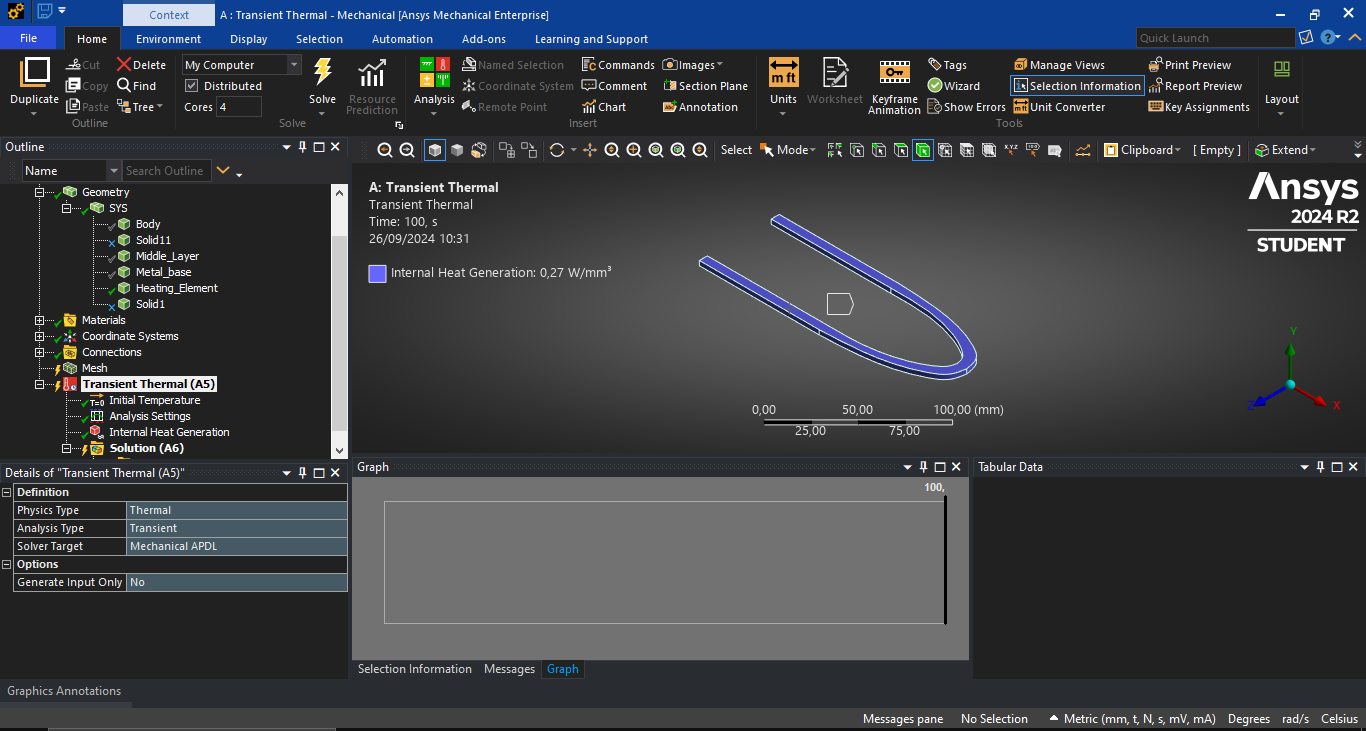 Context
A : Transient Thermal - Mechanical [Ansys Mechanical Enterprise]
File Home Environment Display Selection Automation Add-ons Learning and Support
Quick Launch
Duplicate
Cut
Copy
Paste
Delete
Find
Tree
Outline
My Computer
Distributed
Cores 4
Solve
Resource Prediction
Solve
Analysis
Named Selection
Coordinate System
Remote Point
Commands
Comment
Chart
Images
Section Plane
Annotation
Insert
Units
m ft
Worksheet
Keyframe Animation
Tags
Wizard
Show Errors
Manage Views
Selection Information
Unit Converter
Print Preview
Report Preview
Key Assignments
Tools
Layout
Outline
Name Search Outline
Geometry
SYS
Body
Solid11
Middle_Layer
Metal_base
Heating_Element
Solid1
Materials
Coordinate Systems
Connections
Mesh
Transient Thermal (A5)
T=0 Initial Temperature
Analysis Settings
Internal Heat Generation
Solution (A6)
Select Mode Clipboard [ Empty ] Extend
A: Transient Thermal
Transient Thermal
Time: 100, s
26/09/2024 10:31
Internal Heat Generation: 0,27 W/mm³
Ansys
2024 R2
STUDENT
Y
X
Z
0,00 50,00 100,00 (mm)
25,00 75,00
Details of "Transient Thermal (A5)"
Definition
Physics Type Thermal
Analysis Type Transient
Solver Target Mechanical APDL
Options
Generate Input Only No
Graph
100,
Tabular Data
Selection Information Messages Graph
Graphics Annotations
Messages pane No Selection Metric (mm, t, N, s, mV, mA) Degrees rad/s Celsius